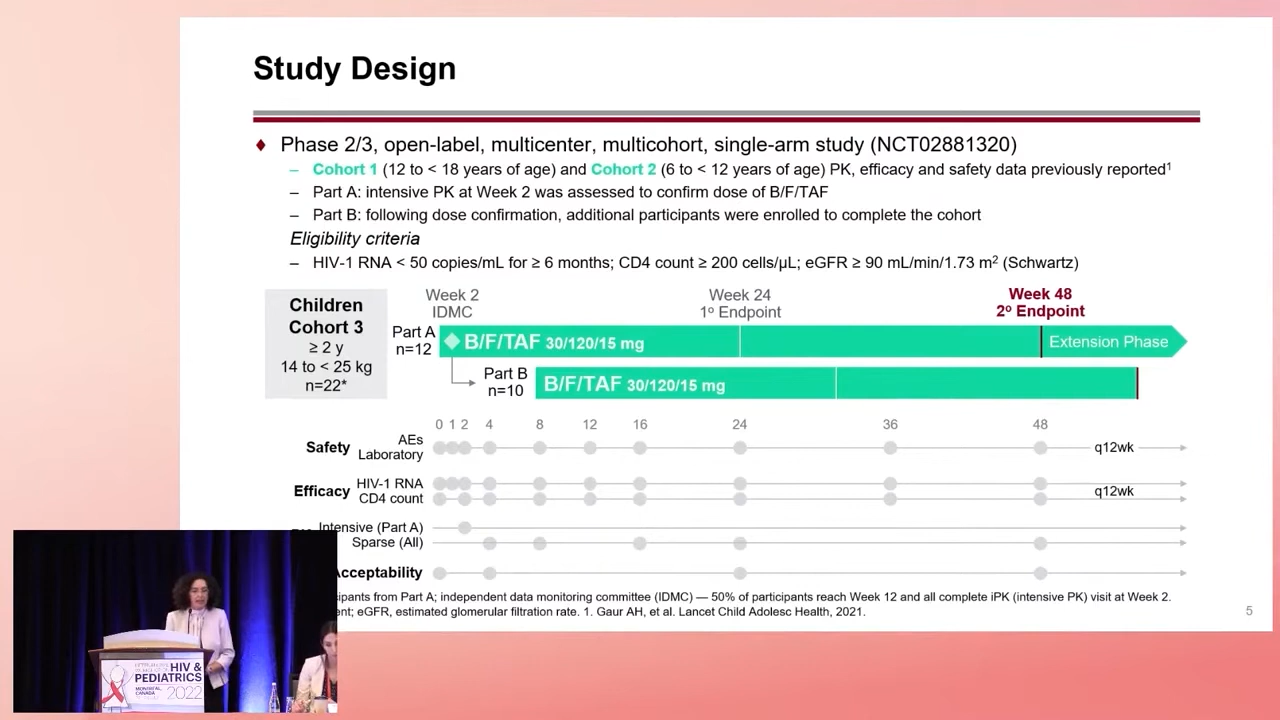 Study Design
♦ Phase 2/3, open-label, multicenter, multicohort, single-arm study (NCT02881320)
– Cohort 1 (12 to < 18 years of age) and Cohort 2 (6 to < 12 years of age) PK, efficacy and safety data previously reported¹
– Part A: intensive PK at Week 2 was assessed to confirm dose of B/F/TAF
– Part B: following dose confirmation, additional participants were enrolled to complete the cohort
Eligibility criteria
– HIV-1 RNA < 50 copies/mL for ≥ 6 months; CD4 count ≥ 200 cells/μL; eGFR ≥ 90 mL/min/1.73 m² (Schwartz)
Children
Cohort 3
≥ 2 y
14 to < 25 kg
n=22*
Week 2
IDMC
Week 24
1º Endpoint
Week 48
2º Endpoint
Part A
n=12
B/F/TAF 30/120/15 mg
Extension Phase
Part B
n=10
B/F/TAF 30/120/15 mg
0 1 2 4 8 12 16 24 36 48
Safety
AEs
Laboratory
q12wk
Efficacy
HIV-1 RNA
CD4 count
q12wk
Intensive (Part A)
Sparse (All)
Acceptability
from Part A; independent data monitoring committee (IDMC) — 50% of participants reach Week 12 and all complete iPK (intensive PK) visit at Week 2.
eGFR, estimated glomerular filtration rate. 1. Gaur AH, et al. Lancet Child Adolesc Health, 2021.
5
HIV &
PEDIATRICS
MONTRÉAL,
CANADA
2022